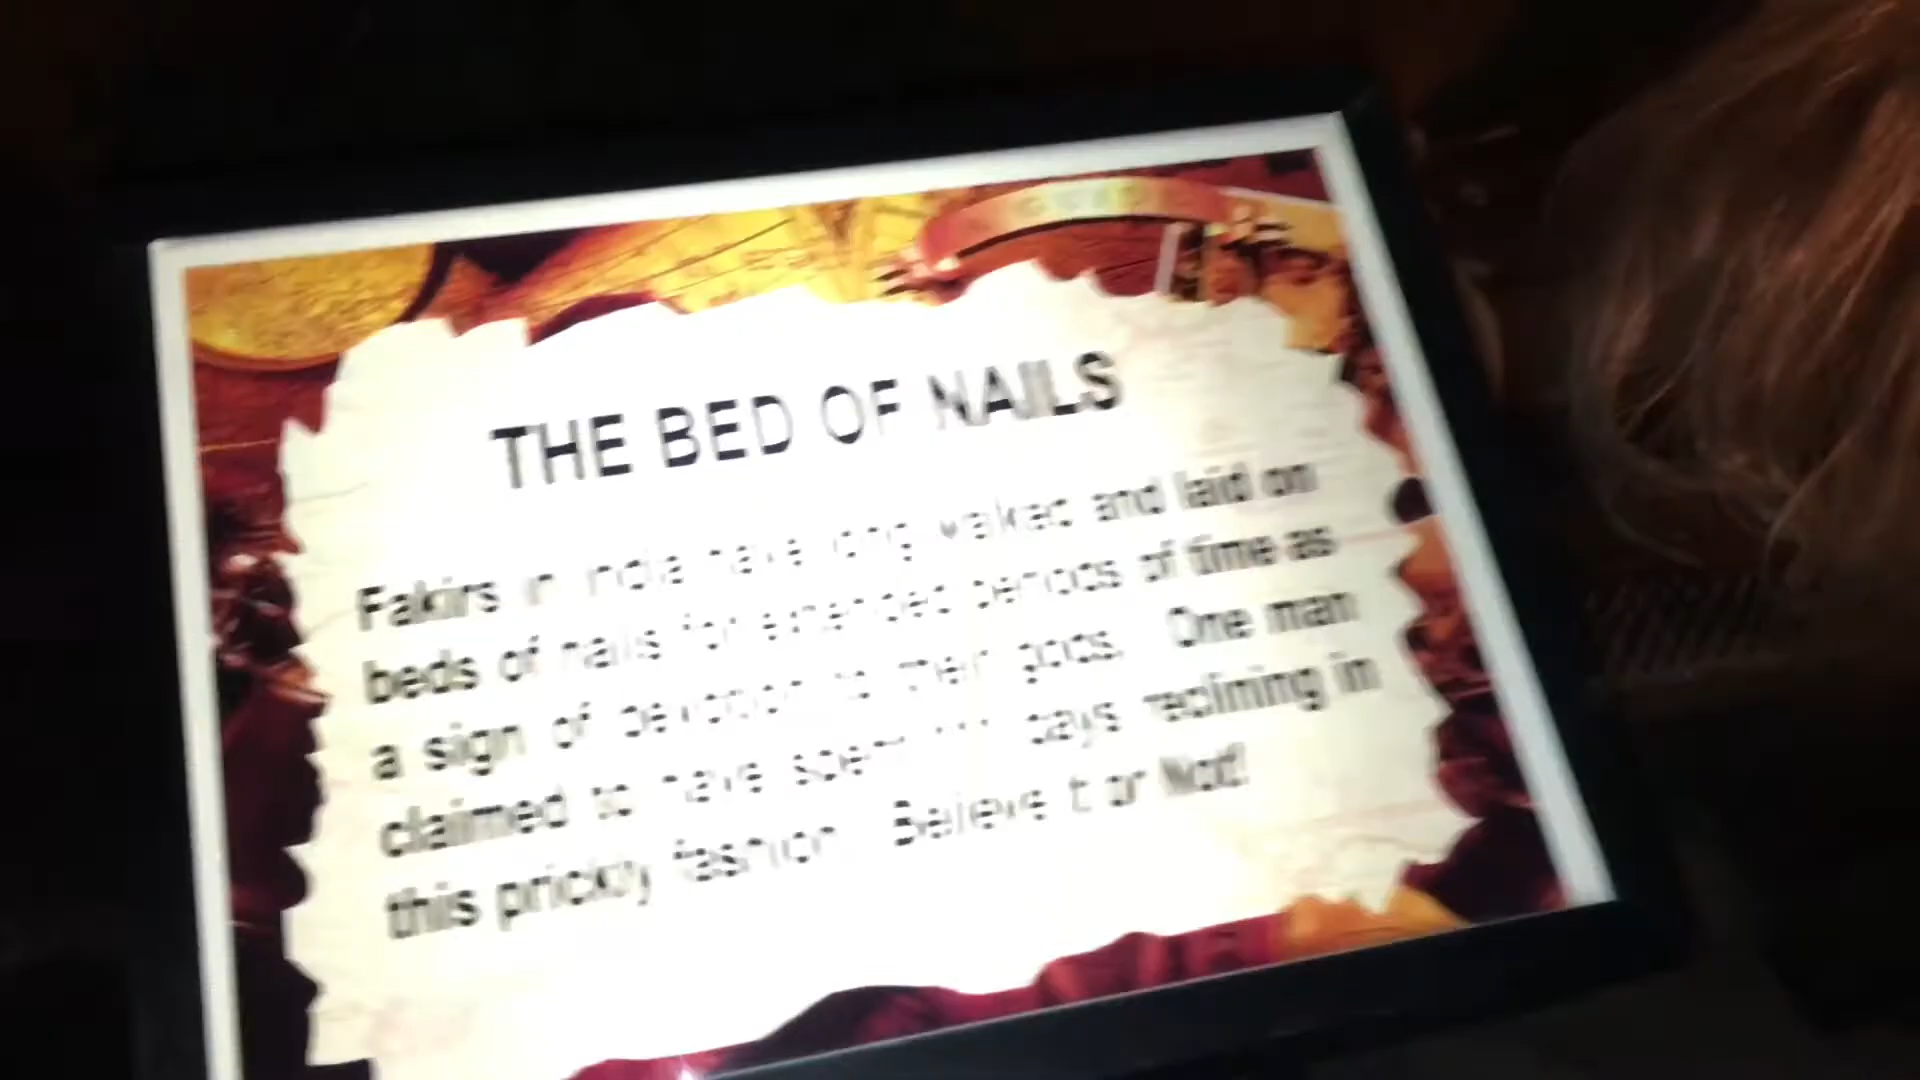 THE BED OF NAILS
Fakirs in India have long walked and laid on
beds of nails for extended periods of time as
a sign of devotion to their gods. One man
claimed to have spent days reclining in
this prickly fashion. Believe It or Not!